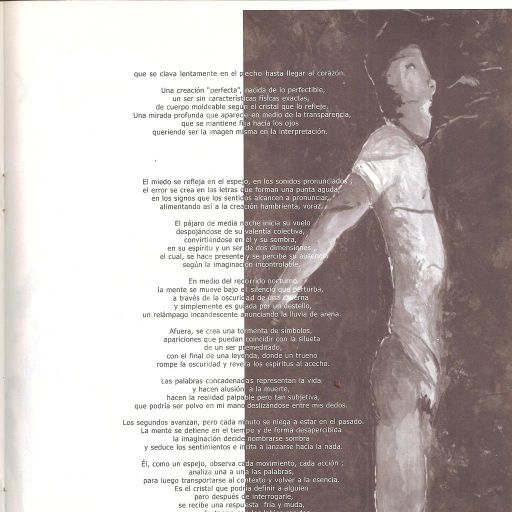 que se clava lentamente en el pecho hasta llegar al corazón.
Una creación "perfecta", nacida de lo perfectible,
un ser sin características físicas exactas,
de cuerpo moldeable según el cristal que lo refleje.
Una mirada profunda que aparece en medio de la transparencia,
que se mantiene fija hacia los ojos
queriendo ser la imagen misma en la interpretación.
El miedo se refleja en el espejo, en los sonidos pronunciados ;
el error se crea en las letras que forman una punta aguda,
en los signos que los sentidos alcancen a pronunciar,
alimentando así a la creación hambrienta, voraz.
El pájaro de media noche inicia su vuelo
despojándose de su valentía colectiva,
convirtiéndose en él y su sombra,
en su espíritu y un ser de dos dimensiones,
el cual, se hace presente y se percibe su ausencia
según la imaginación incontrolable.
En medio del recorrido nocturno
la mente se mueve bajo el silencio que perturba,
a través de la oscuridad de una caverna
y simplemente es guiada por un destello,
un relámpago incandescente anunciando la lluvia de arena.
Afuera, se crea una tormenta de símbolos,
apariciones que puedan coincidir con la silueta
de un ser premeditado,
con el final de una leyenda, donde un trueno
rompe la oscuridad y revela los espíritus al acecho.
Las palabras concadenadas representan la vida
y hacen alusión a la muerte,
hacen la realidad palpable pero tan subjetiva,
que podría ser polvo en mi mano deslizándose entre mis dedos.
Los segundos avanzan, pero cada minuto se niega a estar en el pasado.
La mente se detiene en el tiempo y de forma desapercibida
la imaginación decide nombrarse sombra
y seduce los sentimientos e incita a lanzarse hacia la nada.
Él, como un espejo, observa cada movimiento, cada acción ;
analiza una a una las palabras,
para luego transportarse al contexto y volver a la esencia.
Es el cristal que podría definir a alguien
pero después de interrogarle,
se recibe una respuesta fría y muda,